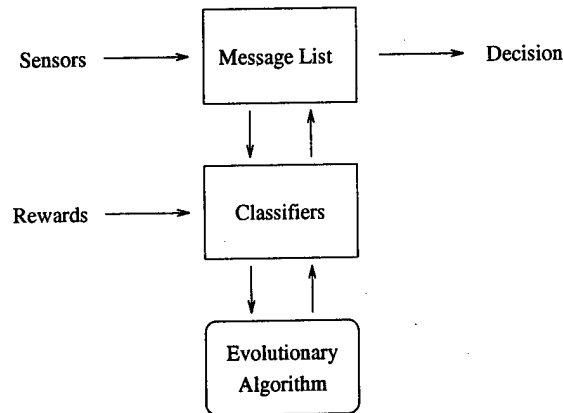 Sensors
Message List
Decision
Rewards
Classifiers
Evolutionary
Algorithm